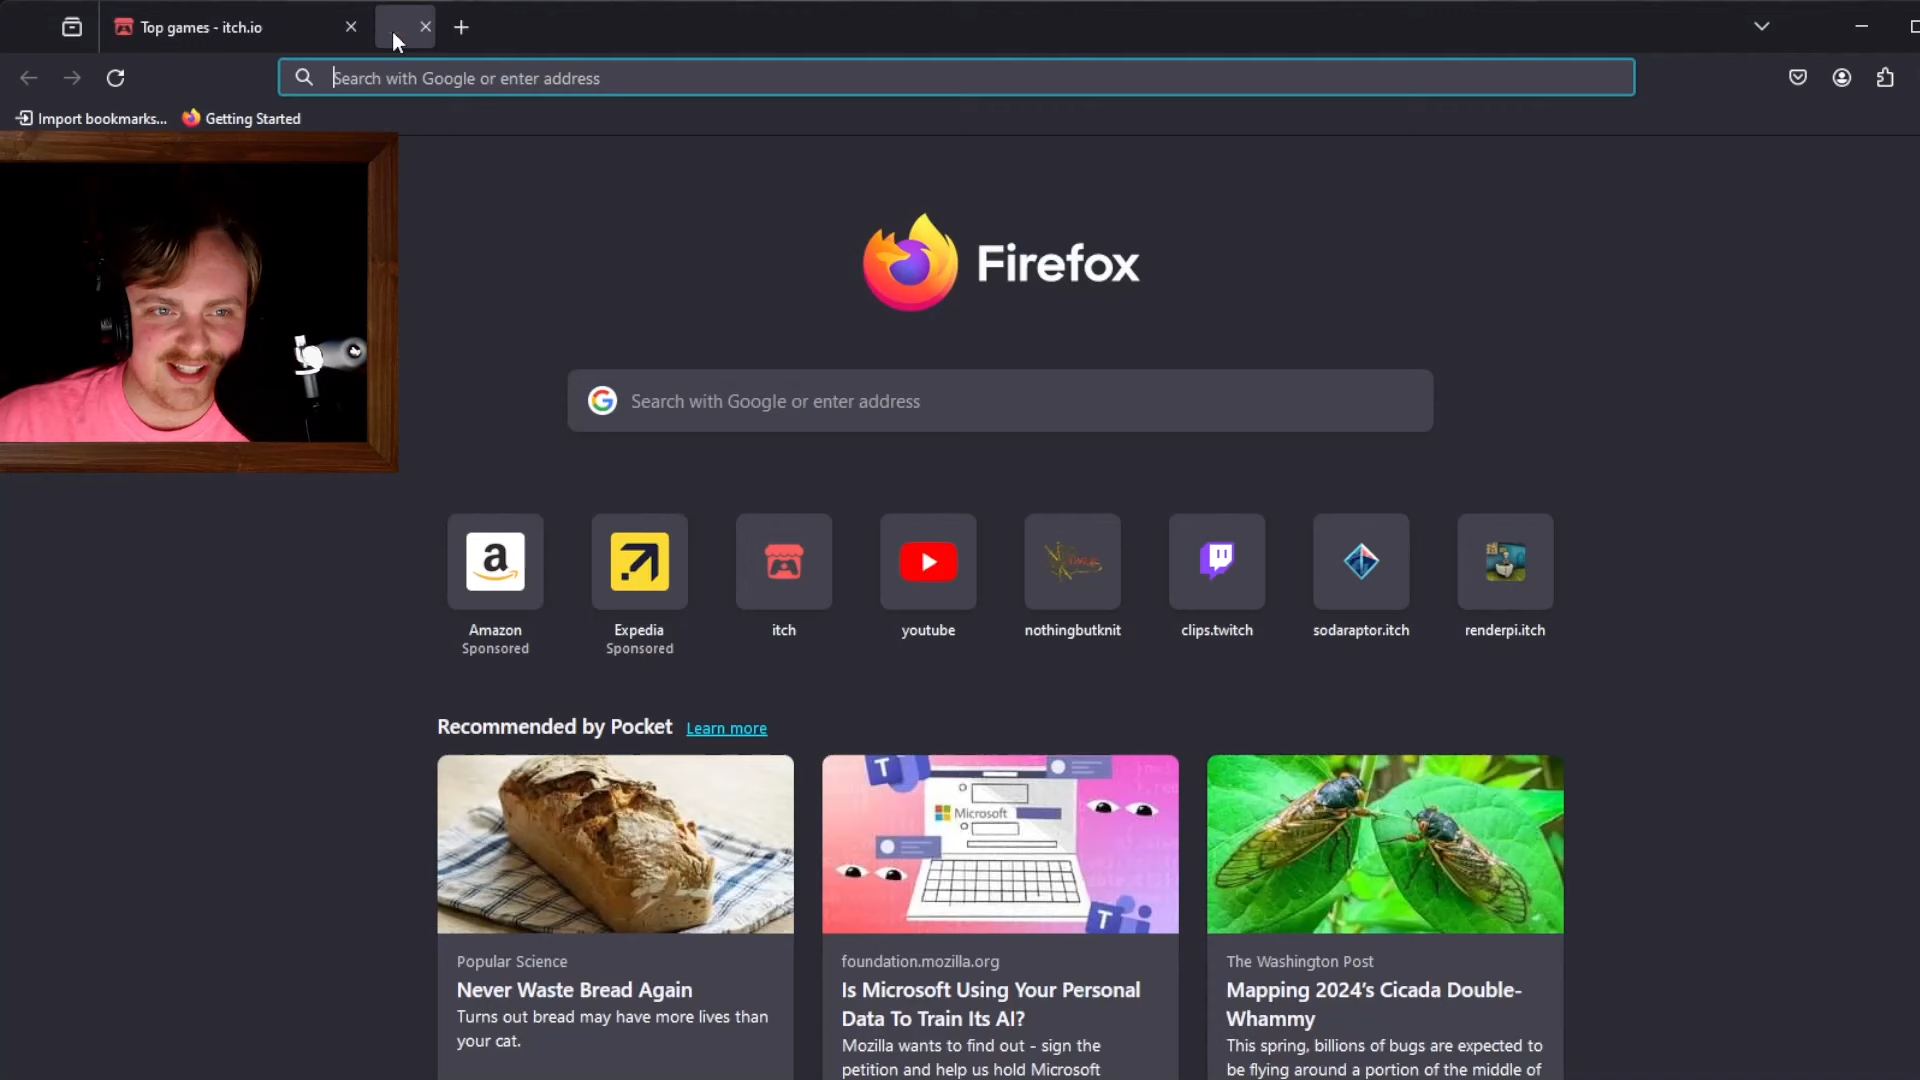 Top games - itch.io
Search with Google or enter address
Import bookmarks...
Getting Started
Firefox
Search with Google or enter address
a
Amazon
Sponsored
Expedia
Sponsored
itch
youtube
nothingbutknit
clips.twitch
sodaraptor.itch
renderpi.itch
Recommended by Pocket Learn more
T
Microsoft
T
Popular Science
Never Waste Bread Again
Turns out bread may have more lives than
your cat.
foundation.mozilla.org
Is Microsoft Using Your Personal
Data To Train Its AI?
Mozilla wants to find out - sign the
petition and help us hold Microsoft
The Washington Post
Mapping 2024’s Cicada Double-
Whammy
This spring, billions of bugs are expected to
be flying around a portion of the middle of